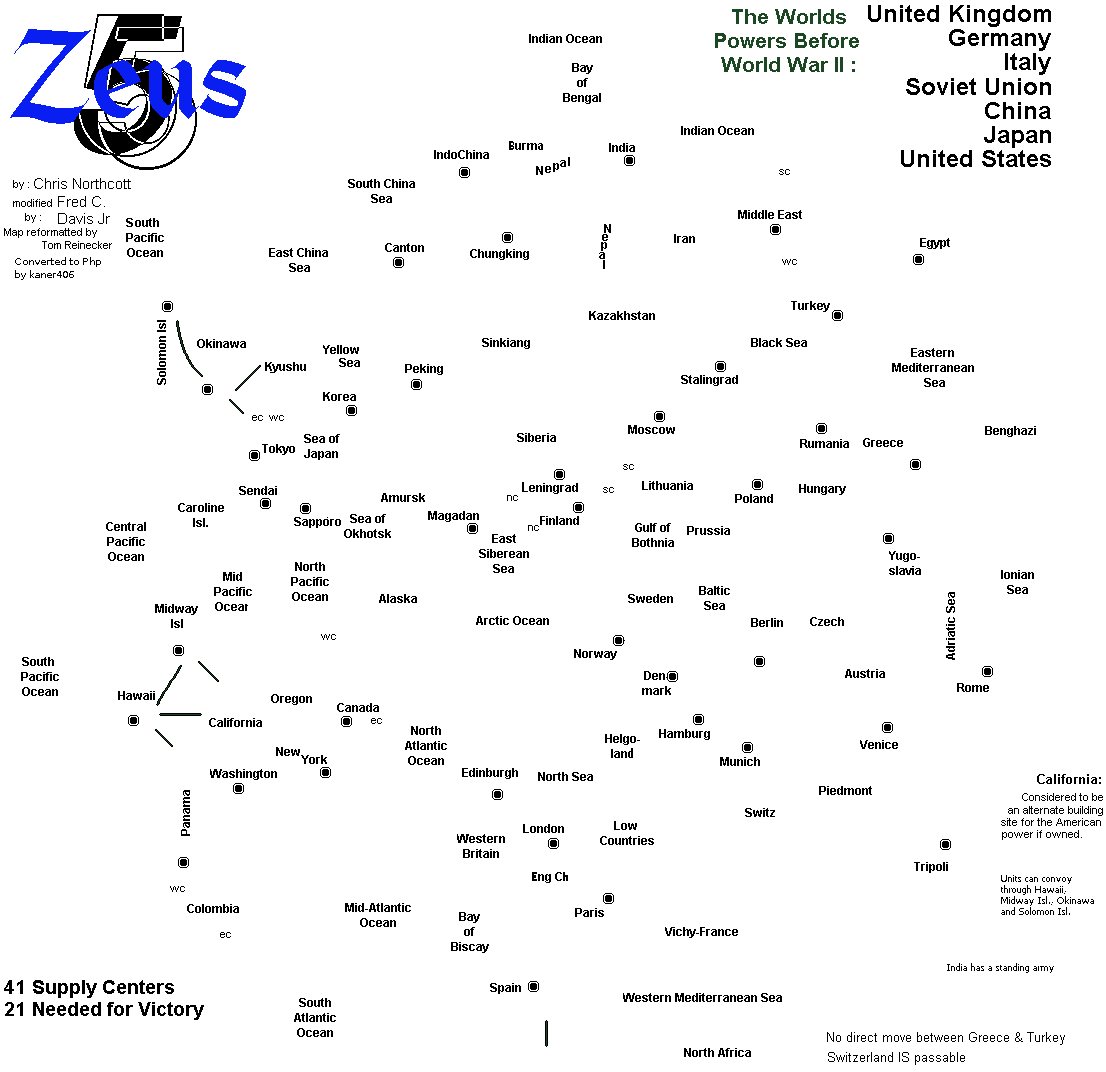 Zeus 5
The Worlds
Powers Before
World War II :
United Kingdom
Germany
Italy
Soviet Union
China
Japan
United States
by : Chris Northcott
modified Fred C.
by : Davis Jr
Map reformatted by
Tom Reinecker
Converted to Php
by kaner406
Indian Ocean
Bay
of
Bengal
Indian Ocean
Burma
IndoChina
Nepal
India
sc
South China
Sea
South
Pacific
Ocean
Middle East
East China
Sea
Canton
Chungking
Nepal
Iran
wc
Egypt
Solomon Isl
Okinawa
Kyushu
Yellow
Sea
Kazakhstan
Turkey
Sinkiang
Black Sea
Peking
Stalingrad
Eastern
Mediterranean
Sea
Korea
ec wc
Tokyo
Sea of
Japan
Siberia
Moscow
Rumania
Greece
Benghazi
sc
Sendai
Leningrad
sc
Lithuania
Poland
Hungary
Caroline
Isl.
Sapporo
Sea of
Okhotsk
Amursk
Magadan
nc
nc
Finland
East
Siberean
Sea
Gulf of
Bothnia
Prussia
Central
Pacific
Ocean
Yugo-
slavia
Mid
Pacific
Ocean
North
Pacific
Ocean
Alaska
Arctic Ocean
Sweden
Baltic
Sea
Berlin
Czech
Adriatic Sea
Ionian
Sea
Midway
Isl
wc
Norway
Den
mark
Austria
Rome
South
Pacific
Ocean
Hawaii
Oregon
California
Canada
ec
North
Atlantic
Ocean
Helgo-
land
Hamburg
Munich
Venice
New York
Washington
Edinburgh
North Sea
Piedmont
Switz
Panama
Western
Britain
London
Low
Countries
Tripoli
California:
Considered to be
an alternate building
site for the American
power if owned.
Units can convoy
through Hawaii,
Midway Isl., Okinawa
and Solomon Isl.
wc
Colombia
ec
Eng Ch
Paris
Mid-Atlantic
Ocean
Bay
of
Biscay
Vichy-France
India has a standing army
41 Supply Centers
21 Needed for Victory
Spain
South
Atlantic
Ocean
Western Mediterranean Sea
North Africa
No direct move between Greece & Turkey
Switzerland IS passable